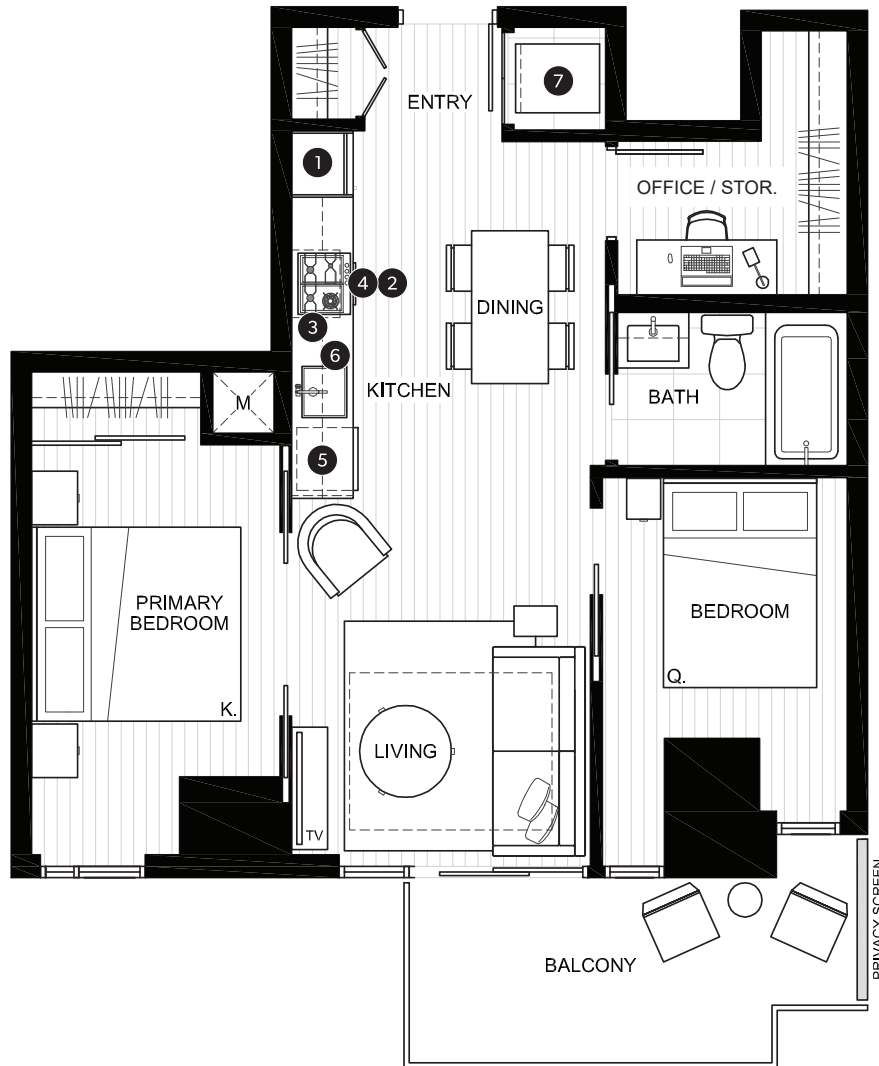 7
ENTRY
1
OFFICE / STOR.
4 2
DINING
3
6
KITCHEN
BATH
M
5
PRIMARY
BEDROOM
BEDROOM
K.
Q.
LIVING
TV
PRIVACY SCREEN
BALCONY